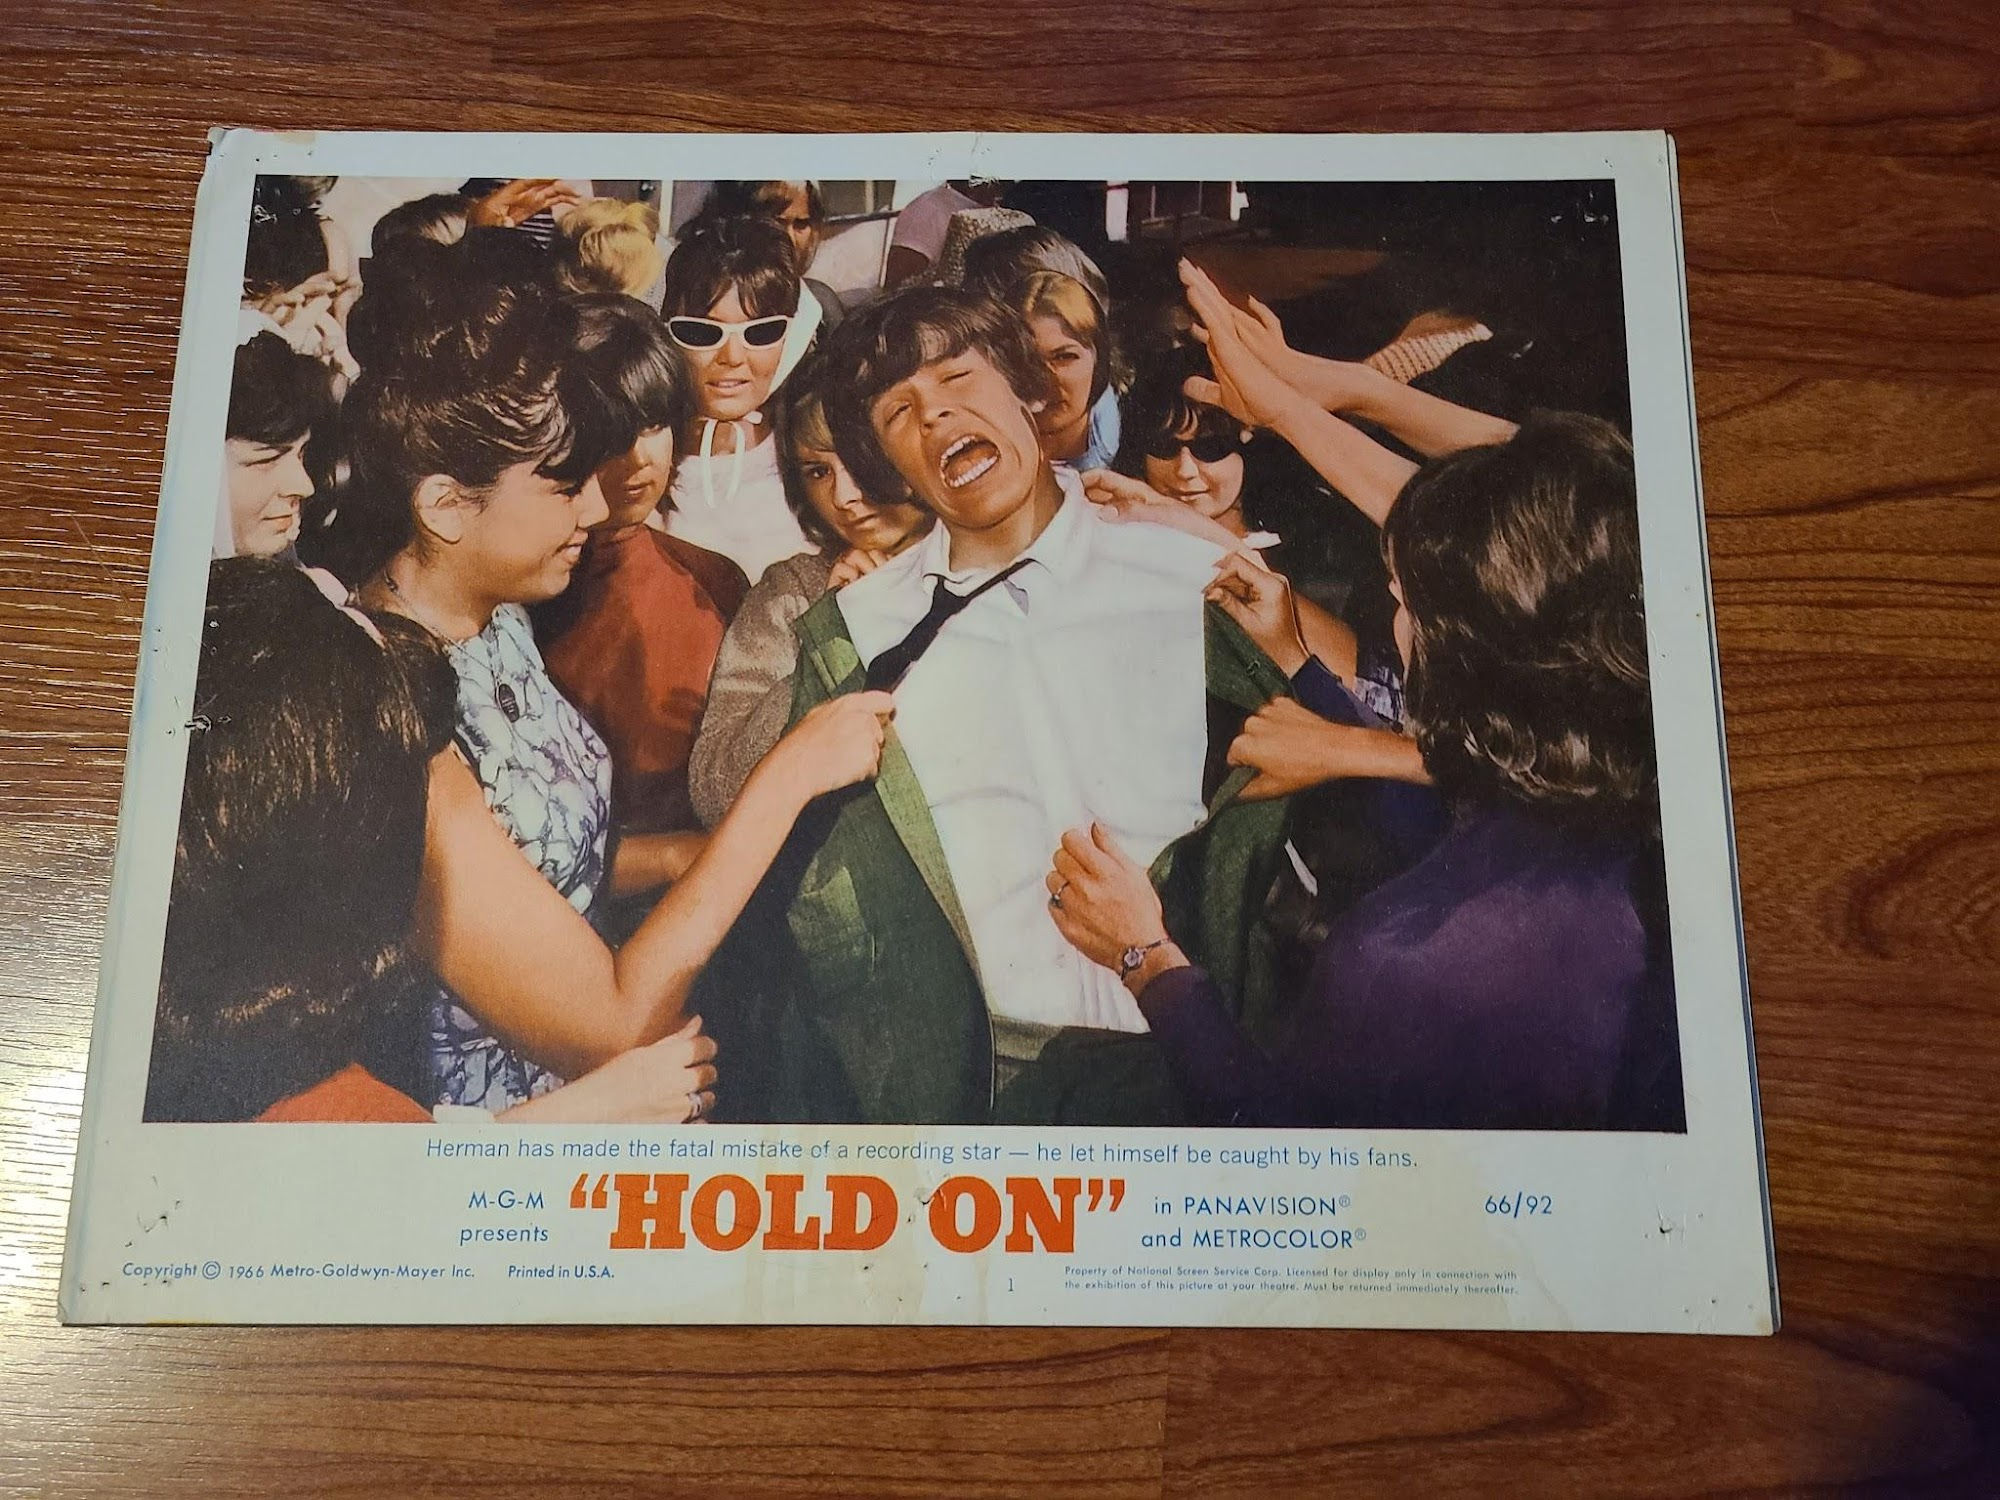 Herman has made the fatal mistake of a recording star — he let himself be caught by his fans.
M-G-M presents "HOLD ON" in PANAVISION® and METROCOLOR®
66/92
Copyright © 1966 Metro-Goldwyn-Mayer Inc. Printed in U.S.A.
1
Property of National Screen Service Corp. Licensed for display only in connection with
the exhibition of this picture at your theatre. Must be returned immediately thereafter.